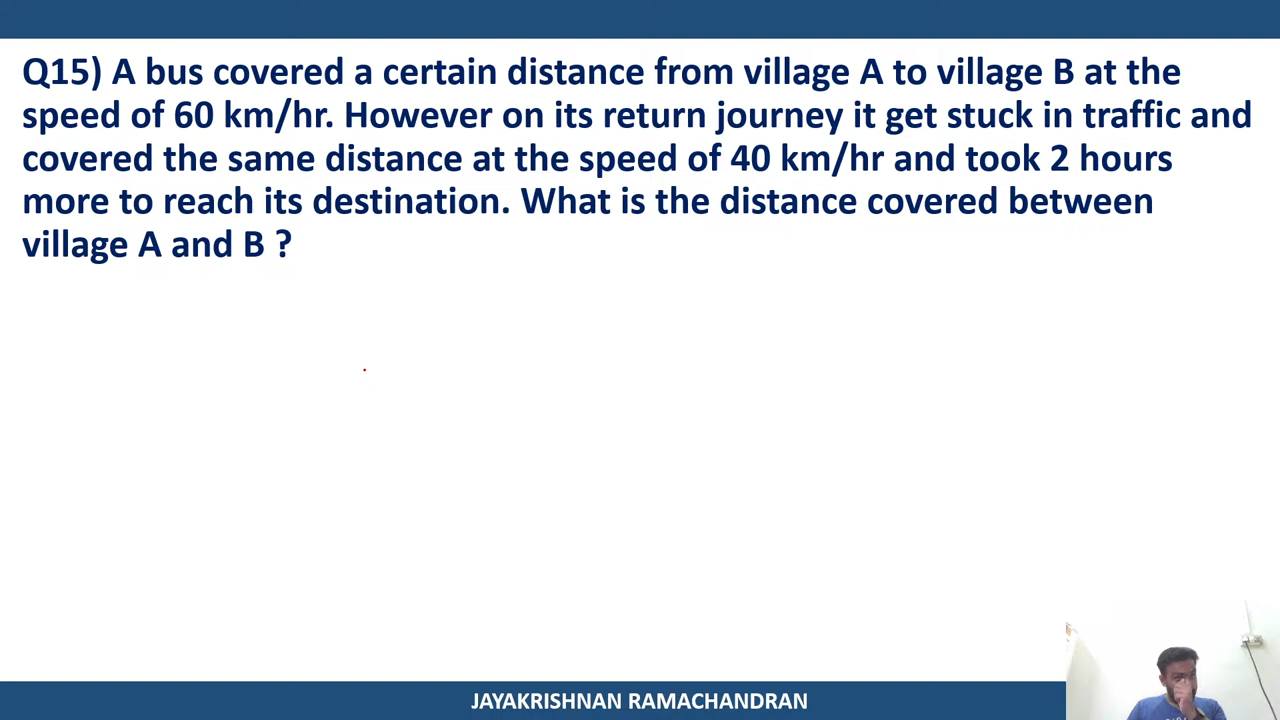 Q15) A bus covered a certain distance from village A to village B at the
speed of 60 km/hr. However on its return journey it get stuck in traffic and
covered the same distance at the speed of 40 km/hr and took 2 hours
more to reach its destination. What is the distance covered between
village A and B ?
JAYAKRISHNAN RAMACHANDRAN